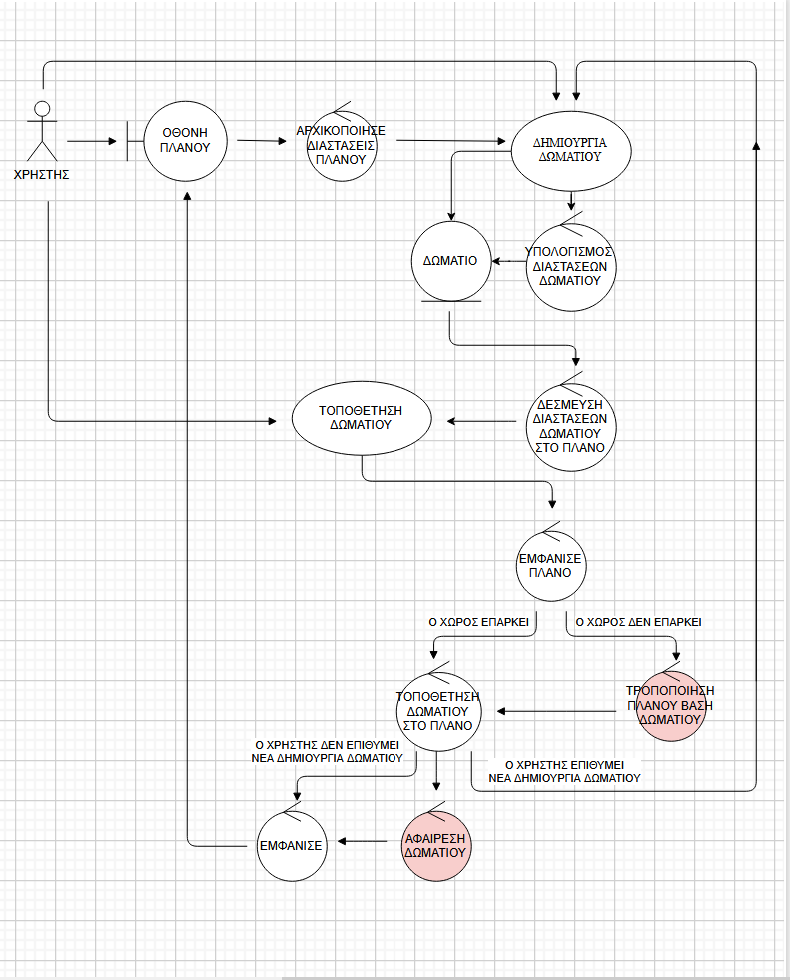 ΧΡΗΣΤΗΣ
ΟΘΟΝΗ
ΠΛΑΝΟΥ
ΑΡΧΙΚΟΠΟΙΗΣΕ
ΔΙΑΣΤΑΣΕΙΣ
ΠΛΑΝΟΥ
ΔΗΜΙΟΥΡΓΙΑ
ΔΩΜΑΤΙΟΥ
ΔΩΜΑΤΙΟ
ΥΠΟΛΟΓΙΣΜΟΣ
ΔΙΑΣΤΑΣΕΩΝ
ΔΩΜΑΤΙΟΥ
ΤΟΠΟΘΕΤΗΣΗ
ΔΩΜΑΤΙΟΥ
ΔΕΣΜΕΥΣΗ
ΔΙΑΣΤΑΣΕΩΝ
ΔΩΜΑΤΙΟΥ
ΣΤΟ ΠΛΑΝΟ
ΕΜΦΑΝΙΣΕ
ΠΛΑΝΟ
Ο ΧΩΡΟΣ ΕΠΑΡΚΕΙ
Ο ΧΩΡΟΣ ΔΕΝ ΕΠΑΡΚΕΙ
ΤΟΠΟΘΕΤΗΣΗ
ΔΩΜΑΤΙΟΥ
ΣΤΟ ΠΛΑΝΟ
ΤΡΟΠΟΠΟΙΗΣΗ
ΠΛΑΝΟΥ ΒΑΣΗ
ΔΩΜΑΤΙΟΥ
Ο ΧΡΗΣΤΗΣ ΔΕΝ ΕΠΙΘΥΜΕΙ
ΝΕΑ ΔΗΜΙΟΥΡΓΙΑ ΔΩΜΑΤΙΟΥ
Ο ΧΡΗΣΤΗΣ ΕΠΙΘΥΜΕΙ
ΝΕΑ ΔΗΜΙΟΥΡΓΙΑ ΔΩΜΑΤΙΟΥ
ΕΜΦΑΝΙΣΕ
ΑΦΑΙΡΕΣΗ
ΔΩΜΑΤΙΟΥ